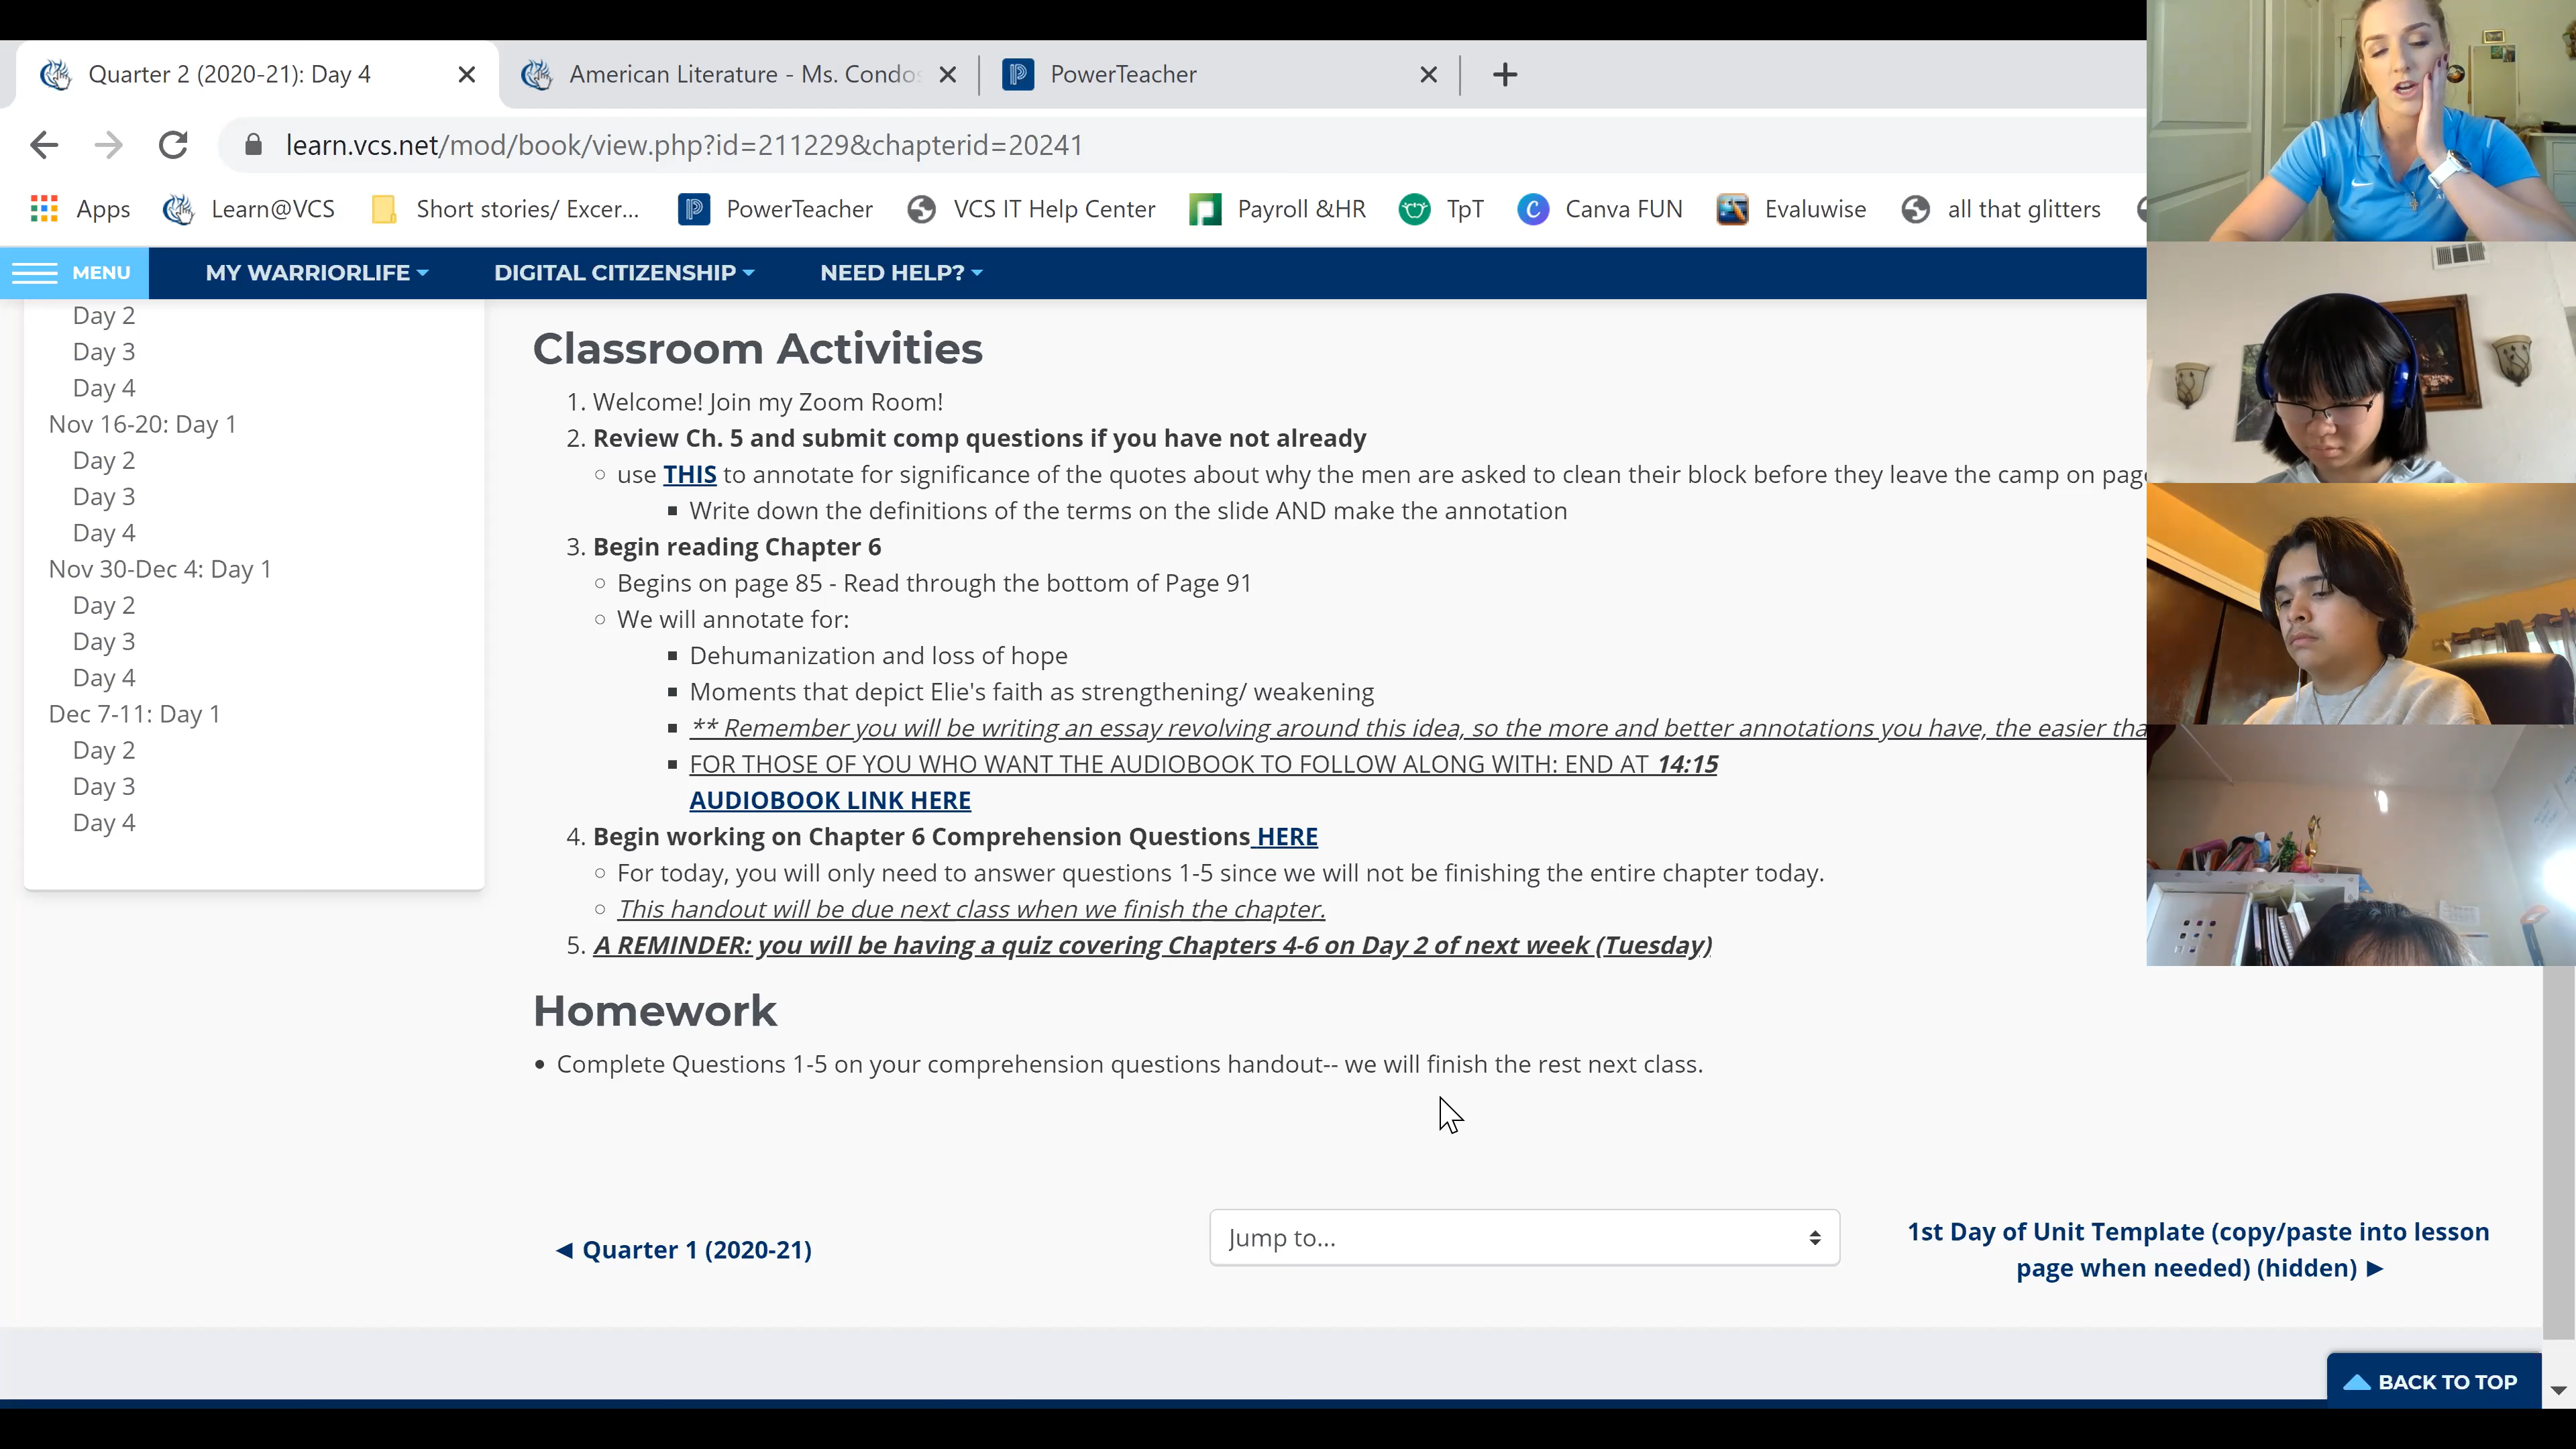 Quarter 2 (2020-21): Day 4
American Literature - Ms. Condos
PowerTeacher
learn.vcs.net/mod/book/view.php?id=211229&chapterid=20241
Apps
Learn@VCS
Short stories/ Excer...
PowerTeacher
VCS IT Help Center
Payroll &HR
TpT
Canva FUN
Evaluwise
all that glitters
MENU
MY WARRIORLIFE
DIGITAL CITIZENSHIP
NEED HELP?
Day 2
Day 3
Day 4
Nov 16-20: Day 1
Day 2
Day 3
Day 4
Nov 30-Dec 4: Day 1
Day 2
Day 3
Day 4
Dec 7-11: Day 1
Day 2
Day 3
Day 4
Classroom Activities
1. Welcome! Join my Zoom Room!
2. Review Ch. 5 and submit comp questions if you have not already
use THIS to annotate for significance of the quotes about why the men are asked to clean their block before they leave the camp on
Write down the definitions of the terms on the slide AND make the annotation
3. Begin reading Chapter 6
Begins on page 85 - Read through the bottom of Page 91
We will annotate for:
Dehumanization and loss of hope
Moments that depict Elie's faith as strengthening/ weakening
** Remember you will be writing an essay revolving around this idea, so the more and better annotations you have, the easier tha
FOR THOSE OF YOU WHO WANT THE AUDIOBOOK TO FOLLOW ALONG WITH: END AT 14:15
AUDIOBOOK LINK HERE
4. Begin working on Chapter 6 Comprehension Questions HERE
For today, you will only need to answer questions 1-5 since we will not be finishing the entire chapter today.
This handout will be due next class when we finish the chapter.
5. A REMINDER: you will be having a quiz covering Chapters 4-6 on Day 2 of next week (Tuesday)
Homework
Complete Questions 1-5 on your comprehension questions handout-- we will finish the rest next class.
◄ Quarter 1 (2020-21)
Jump to...
1st Day of Unit Template (copy/paste into lesson
page when needed) (hidden) ►
BACK TO TOP